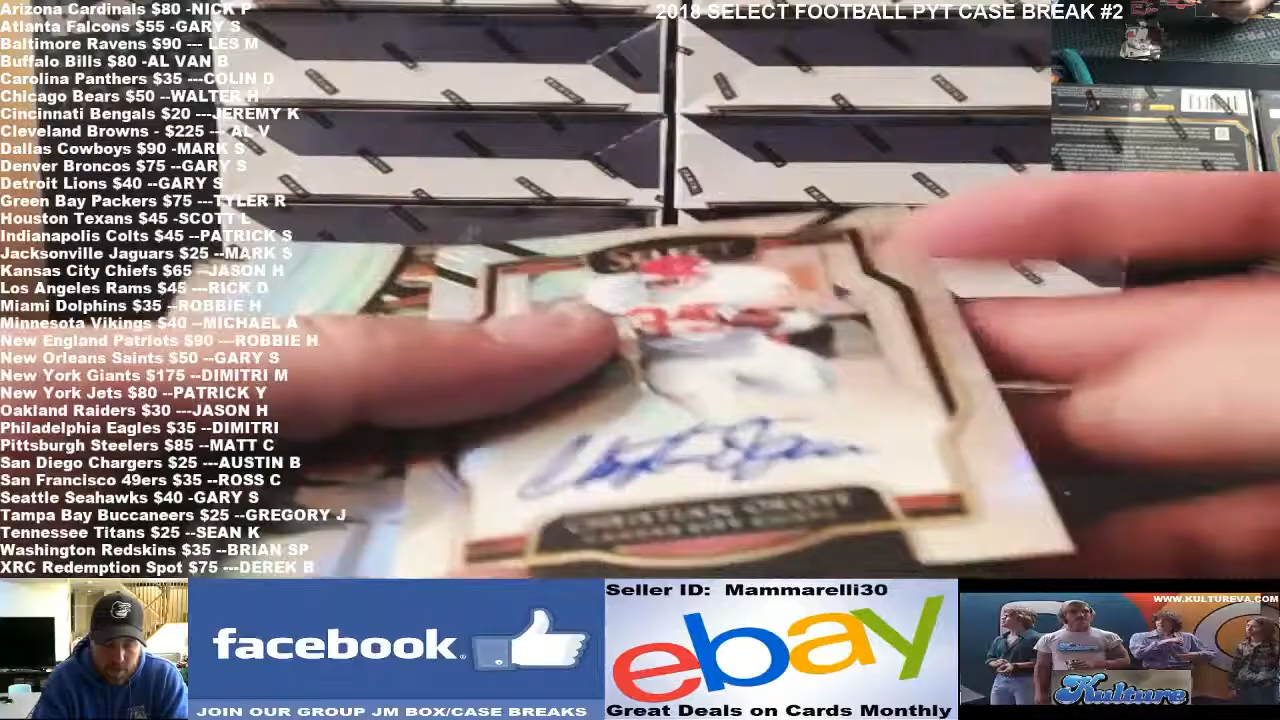 2018 SELECT FOOTBALL PYT CASE BREAK #2
Arizona Cardinals $80 -NICK P
Atlanta Falcons $55 -GARY S
Baltimore Ravens $90 --- LES M
Buffalo Bills $80 -AL VAN B
Carolina Panthers $35 ---COLIN D
Chicago Bears $50 --WALTER H
Cincinnati Bengals $20 ---JEREMY K
Cleveland Browns - $225 --- AL V
Dallas Cowboys $90 -MARK S
Denver Broncos $75 --GARY S
Detroit Lions $40 --GARY S
Green Bay Packers $75 ---TYLER R
Houston Texans $45 -SCOTT L
Indianapolis Colts $45 --PATRICK S
Jacksonville Jaguars $25 --MARK S
Kansas City Chiefs $65 --JASON H
Los Angeles Rams $45 ---RICK D
Miami Dolphins $35 --ROBBIE H
Minnesota Vikings $40 --MICHAEL A
New England Patriots $90 ---ROBBIE H
New Orleans Saints $50 --GARY S
New York Giants $175 --DIMITRI M
New York Jets $80 --PATRICK Y
Oakland Raiders $30 ---JASON H
Philadelphia Eagles $35 --DIMITRI
Pittsburgh Steelers $85 --MATT C
San Diego Chargers $25 ---AUSTIN B
San Francisco 49ers $35 --ROSS C
Seattle Seahawks $40 -GARY S
Tampa Bay Buccaneers $25 --GREGORY J
Tennessee Titans $25 --SEAN K
Washington Redskins $35 --BRIAN SP
XRC Redemption Spot $75 ---DEREK B
SELECT
CHRISTIAN OKOYE
KANSAS CITY CHIEFS
facebook.
JOIN OUR GROUP JM BOX/CASE BREAKS
Seller ID: Mammarelli30
ebay
Great Deals on Cards Monthly
WWW.KULTUREVA.COM
Kulture